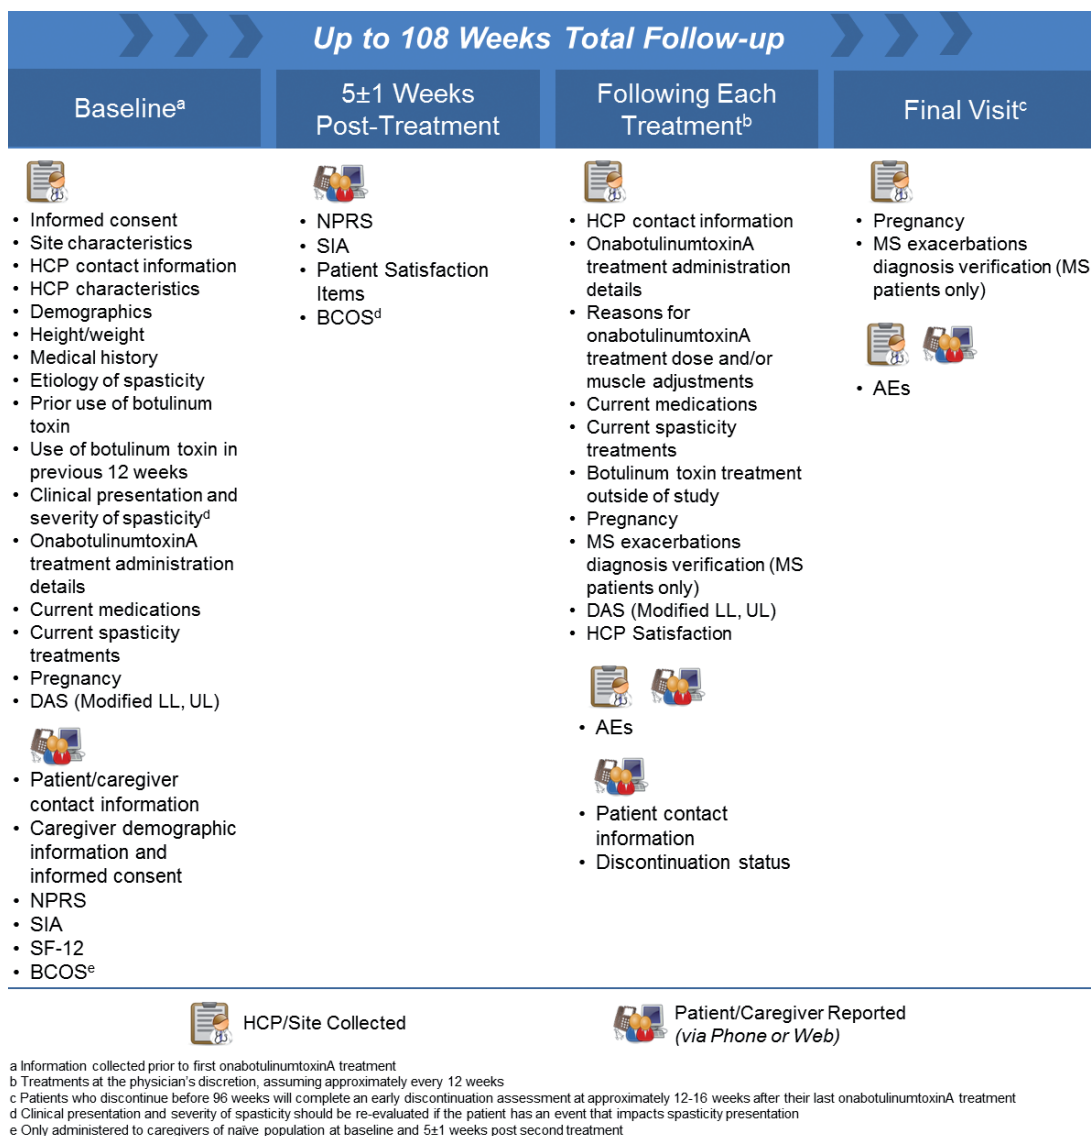 Up to 108 Weeks Total Follow-up
Baselineᵃ
5±1 Weeks
Post-Treatment
Following Each
Treatmentᵇ
Final Visitᶜ
• Informed consent
• Site characteristics
• HCP contact information
• HCP characteristics
• Demographics
• Height/weight
• Medical history
• Etiology of spasticity
• Prior use of botulinum
toxin
• Use of botulinum toxin in
previous 12 weeks
• Clinical presentation and
severity of spasticityᵈ
• OnabotulinumtoxinA
treatment administration
details
• Current medications
• Current spasticity
treatments
• Pregnancy
• DAS (Modified LL, UL)
• Patient/caregiver
contact information
• Caregiver demographic
information and
informed consent
• NPRS
• SIA
• SF-12
• BCOSᵉ
• NPRS
• SIA
• Patient Satisfaction
Items
• BCOSᵈ
• HCP contact information
• OnabotulinumtoxinA
treatment administration
details
• Reasons for
onabotulinumtoxinA
treatment dose and/or
muscle adjustments
• Current medications
• Current spasticity
treatments
• Botulinum toxin treatment
outside of study
• Pregnancy
• MS exacerbations
diagnosis verification (MS
patients only)
• DAS (Modified LL, UL)
• HCP Satisfaction
• AEs
• Patient contact
information
• Discontinuation status
• Pregnancy
• MS exacerbations
diagnosis verification (MS
patients only)
• AEs
HCP/Site Collected
Patient/Caregiver Reported
(via Phone or Web)
a Information collected prior to first onabotulinumtoxinA treatment
b Treatments at the physician's discretion, assuming approximately every 12 weeks
c Patients who discontinue before 96 weeks will complete an early discontinuation assessment at approximately 12-16 weeks after their last onabotulinumtoxinA treatment
d Clinical presentation and severity of spasticity should be re-evaluated if the patient has an event that impacts spasticity presentation
e Only administered to caregivers of naïve population at baseline and 5±1 weeks post second treatment